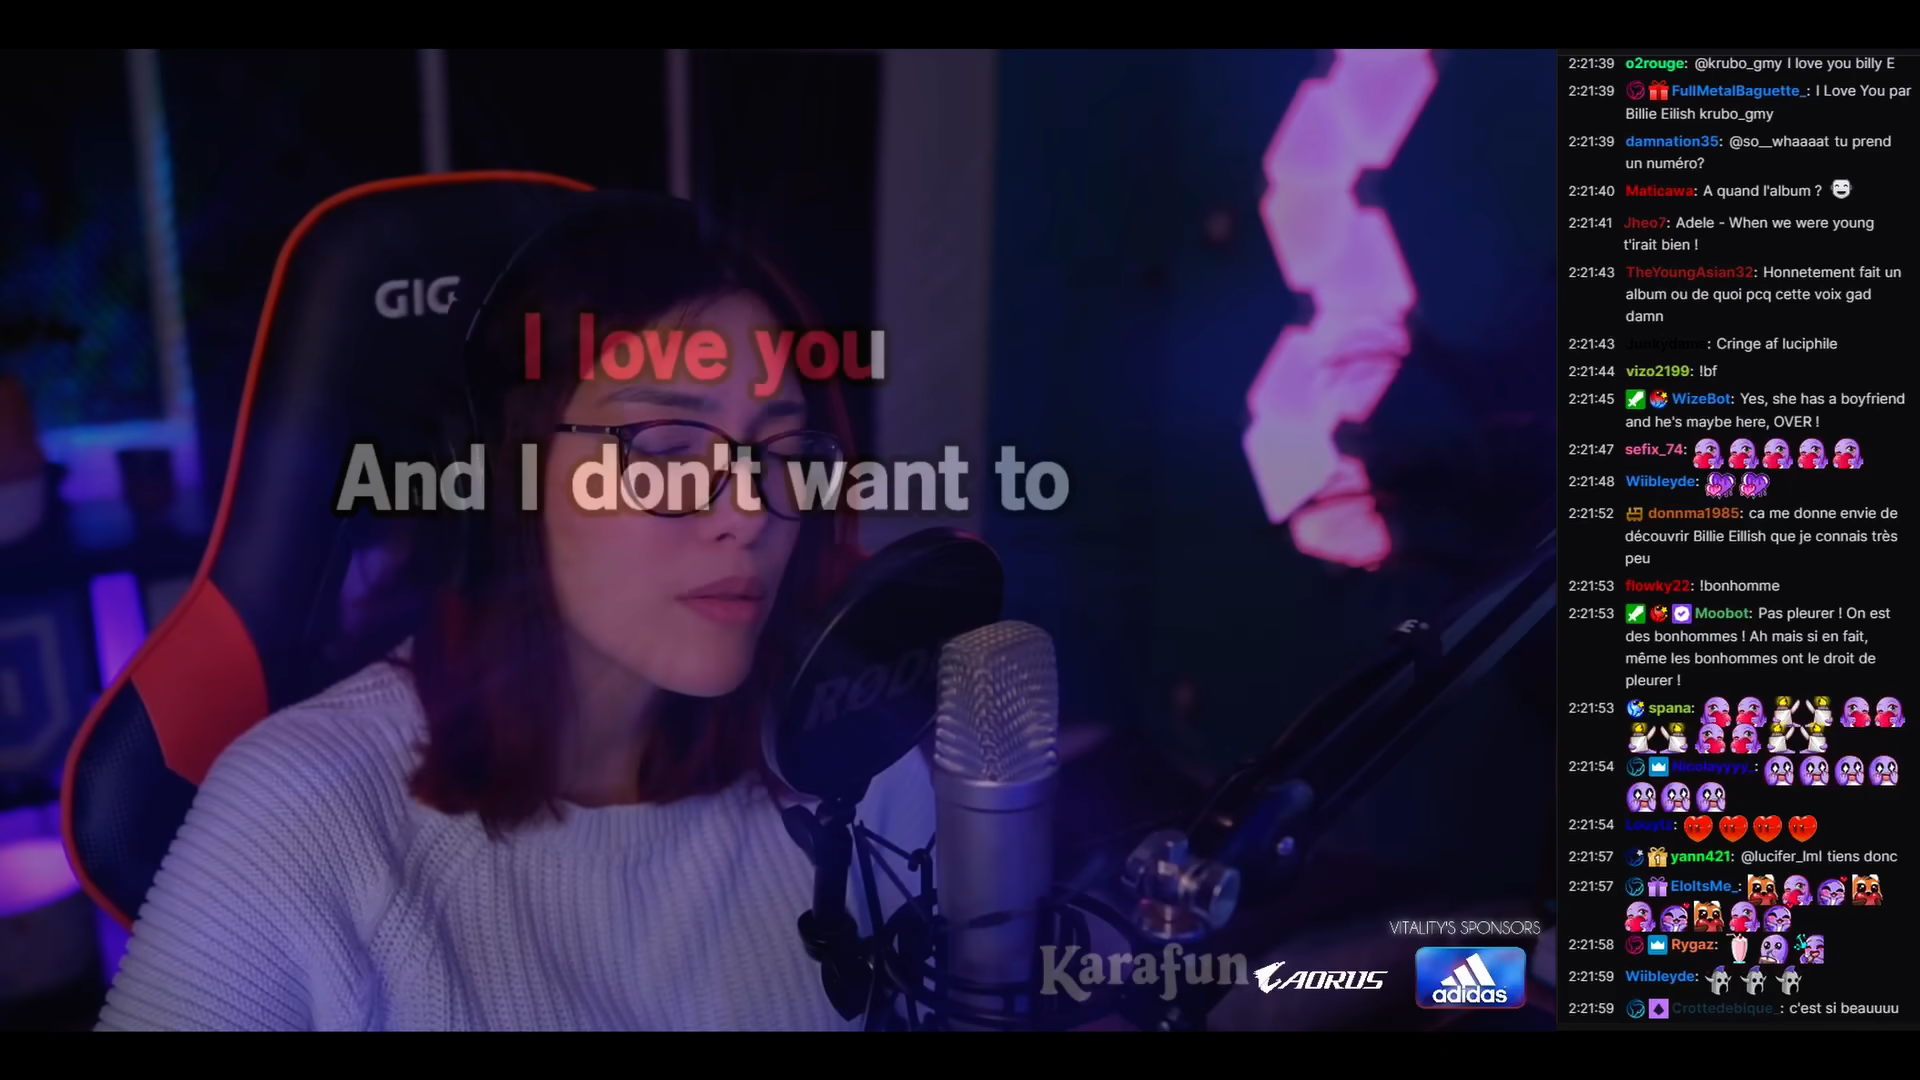 GIG
I love you
And I don't want to
RODE
Karafun
VITALITY'S SPONSORS
AORUS
adidas
2:21:39 o2rouge: @krubo_gmy I love you billy E
2:21:39 FullMetalBaguette_: I Love You par
Billie Eilish krubo_gmy
2:21:39 damnation35: @so__whaaaat tu prend
un numéro?
2:21:40 Maticawa: A quand l'album ?
2:21:41 Jheo7: Adele - When we were young
t'irait bien !
2:21:43 TheYoungAsian32: Honnetement fait un
album ou de quoi pcq cette voix gad
damn
2:21:43 : Cringe af luciphile
2:21:44 vizo2199: !bf
2:21:45 WizeBot: Yes, she has a boyfriend
and he's maybe here, OVER !
2:21:47 sefix_74:
2:21:48 Wiibleyde:
2:21:52 donnma1985: ca me donne envie de
découvrir Billie Eillish que je connais très
peu
2:21:53 flowky22: !bonhomme
2:21:53 Moobot: Pas pleurer ! On est
des bonhommes ! Ah mais si en fait,
même les bonhommes ont le droit de
pleurer !
2:21:53 spana:
2:21:54 Nicolayyyy_:
2:21:54 :
2:21:57 yann421: @lucifer_lml tiens donc
2:21:57 EloItsMe_:
2:21:58 Rygaz:
2:21:59 Wiibleyde:
2:21:59 Crottedebique_: c'est si beauuuu